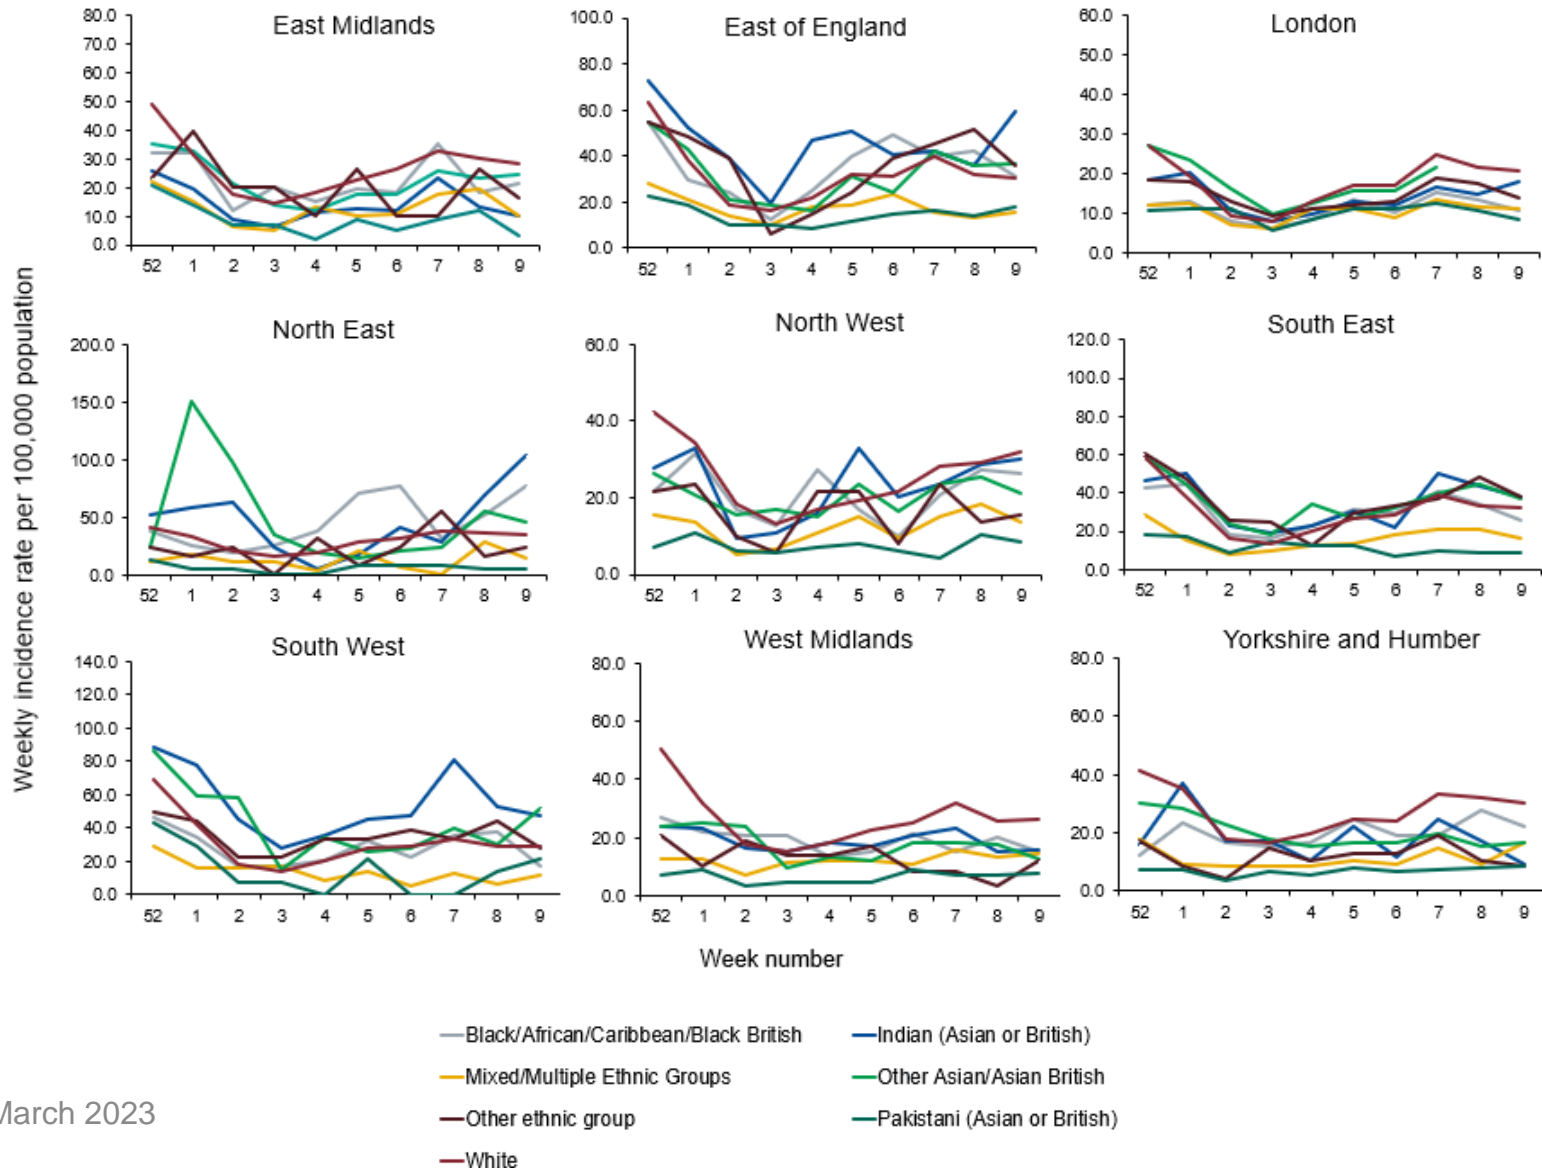 East Midlands
80.0
70.0
60.0
50.0
40.0
30.0
20.0
10.0
0.0
52 1 2 3 4 5 6 7 8 9
East of England
100.0
80.0
60.0
40.0
20.0
0.0
52 1 2 3 4 5 6 7 8 9
London
60.0
50.0
40.0
30.0
20.0
10.0
0.0
52 1 2 3 4 5 6 7 8 9
Weekly incidence rate per 100,000 population
North East
200.0
150.0
100.0
50.0
0.0
52 1 2 3 4 5 6 7 8 9
North West
60.0
40.0
20.0
0.0
52 1 2 3 4 5 6 7 8 9
South East
120.0
100.0
80.0
60.0
40.0
20.0
0.0
52 1 2 3 4 5 6 7 8 9
South West
140.0
120.0
100.0
80.0
60.0
40.0
20.0
0.0
52 1 2 3 4 5 6 7 8 9
West Midlands
80.0
60.0
40.0
20.0
0.0
52 1 2 3 4 5 6 7 8 9
Yorkshire and Humber
80.0
60.0
40.0
20.0
0.0
52 1 2 3 4 5 6 7 8 9
Week number
Black/African/Caribbean/Black British
Indian (Asian or British)
Mixed/Multiple Ethnic Groups
Other Asian/Asian British
Other ethnic group
Pakistani (Asian or British)
White
March 2023